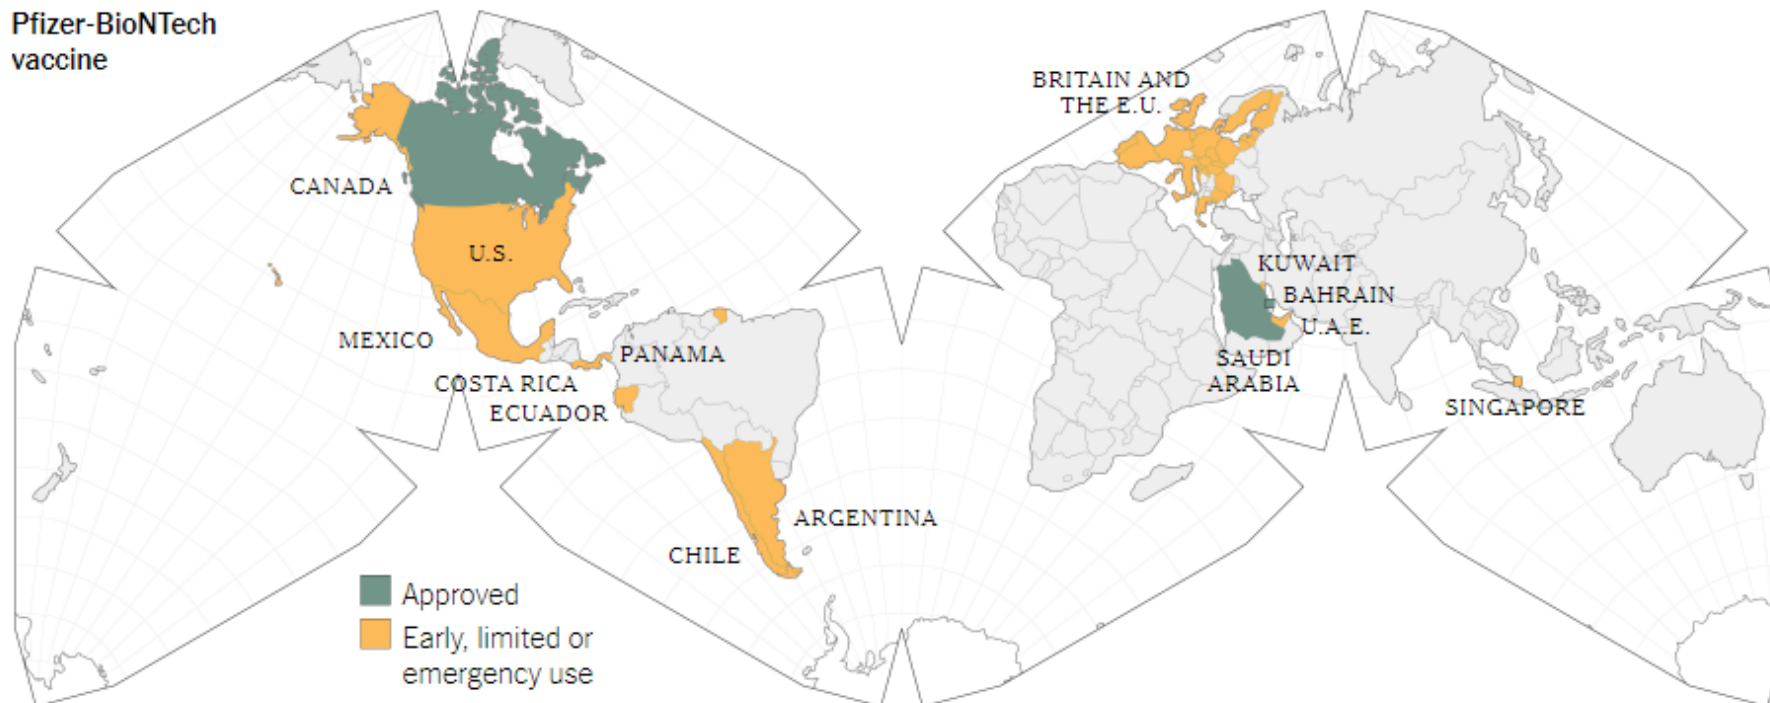 Pfizer-BioNTech
vaccine
BRITAIN AND
THE E.U.
CANADA
U.S.
KUWAIT
BAHRAIN
U.A.E.
MEXICO
PANAMA
SAUDI
ARABIA
COSTA RICA
ECUADOR
SINGAPORE
ARGENTINA
CHILE
Approved
Early, limited or
emergency use